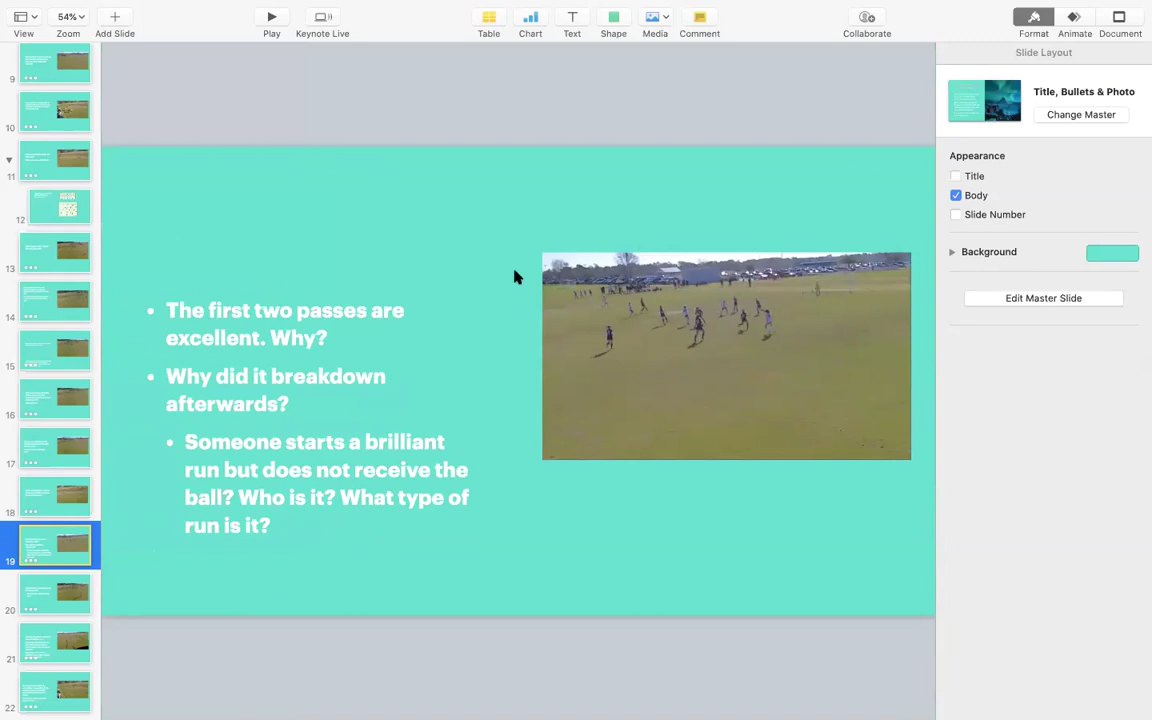 View
54%
Zoom
Add Slide
Play
Keynote Live
Table
Chart
Text
Shape
Media
Comment
Collaborate
Format
Animate
Document
Slide Layout
Title, Bullets & Photo
Change Master
Appearance
Title
Body
Slide Number
Background
Edit Master Slide
9
10
11
12
13
14
15
16
17
18
19
20
21
22
• The first two passes are
excellent. Why?
• Why did it breakdown
afterwards?
• Someone starts a brilliant
run but does not receive the
ball? Who is it? What type of
run is it?